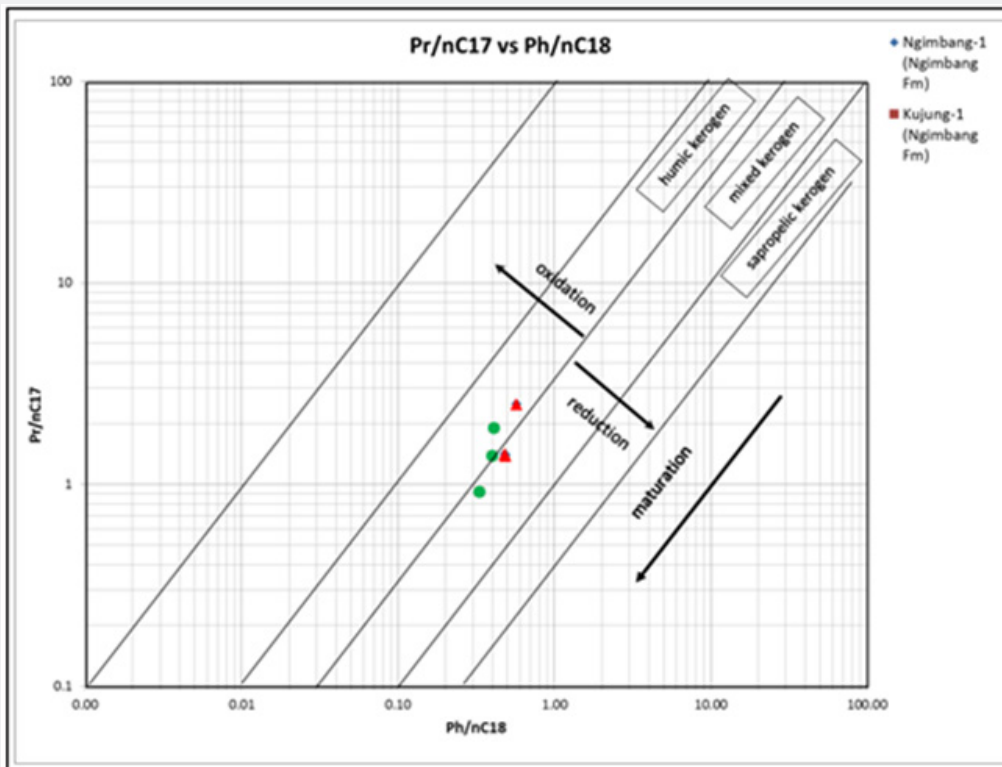 Pr/nC17 vs Ph/nC18
Ngimbang-1
(Ngimbang
Fm)
Kujung-1
(Ngimbang
Fm)
100
10
1
0.1
Pr/nC17
humic kerogen
mixed kerogen
sapropelic kerogen
oxidation
reduction
maturation
0.00
0.01
0.10
1.00
10.00
100.00
Ph/nC18